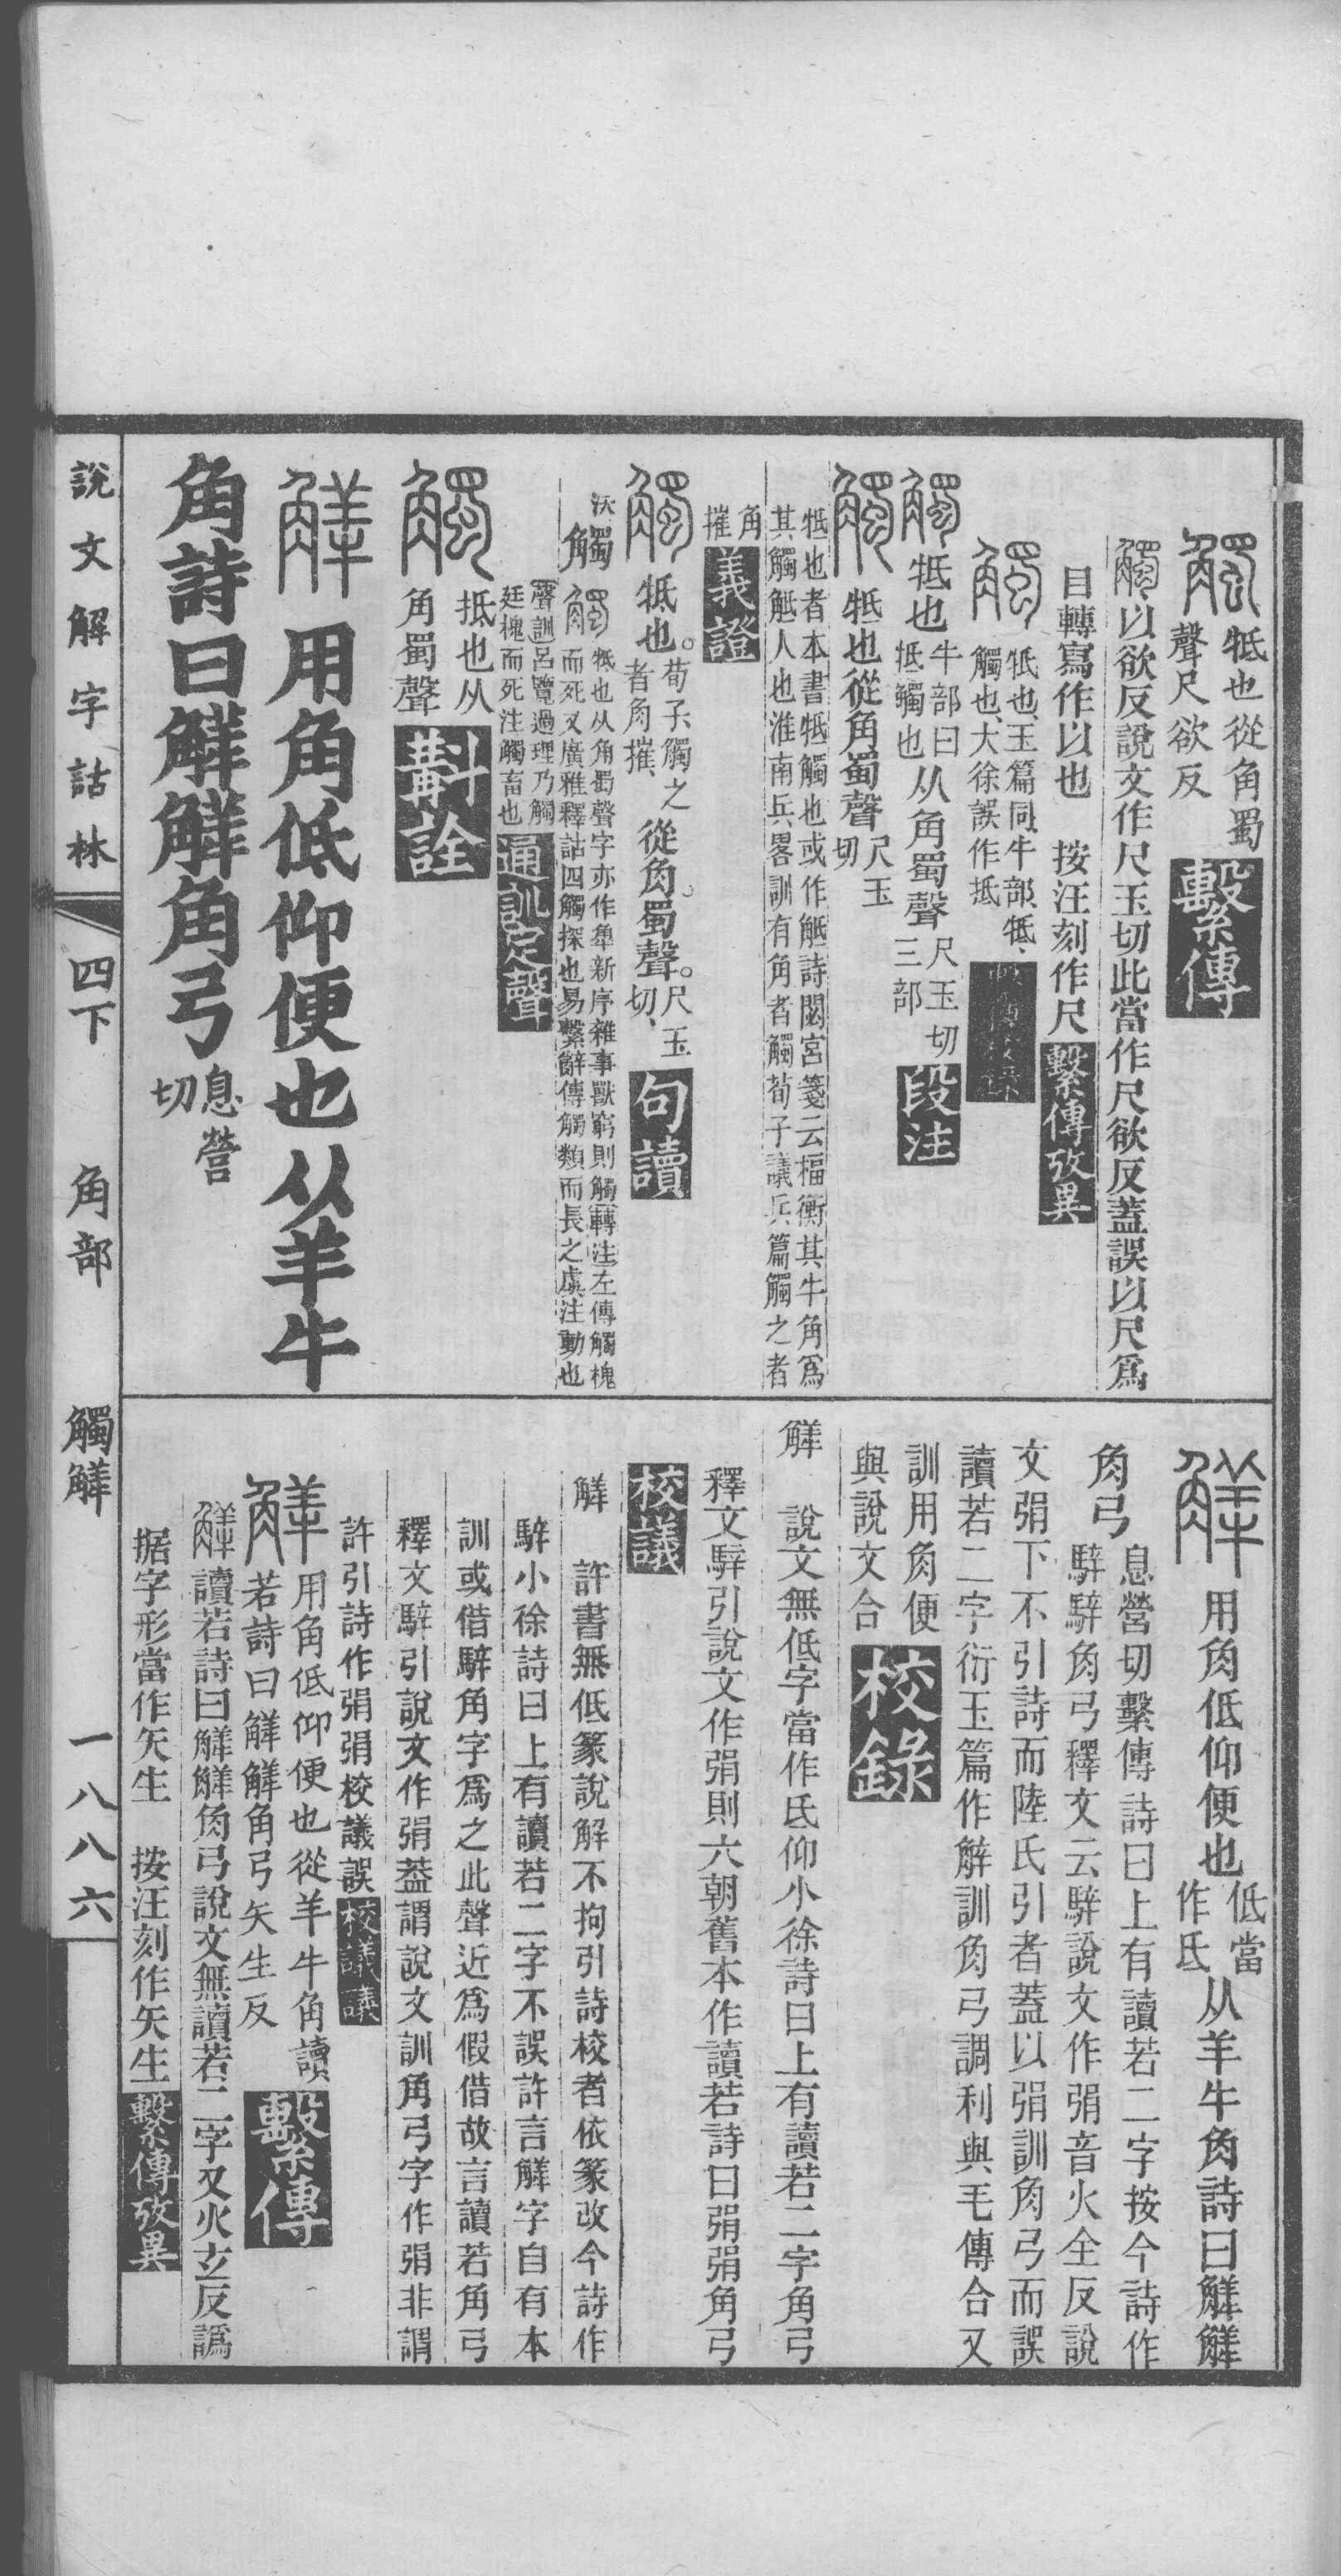 觸 牴也從角蜀聲尺欲反 繫傳
觸以欲反說文作尺玉切此當作尺欲反蓋誤以尺爲
目轉寫作以也 按汪刻作尺 繫傳攷異
觸 牴也玉篇同牛部牴觸也大徐誤作抵
觸 牴也 牛部曰牴觸也 从角蜀聲 尺玉切三部 段注
觸 牴也從角蜀聲 尺玉切
牴也者本書牴觸也或作觝詩閟宮箋云楅衡其牛角爲
其觸觝人也淮南兵畧訓有角者觸荀子議兵篇觸之者
角摧 義證
觸 牴也。荀子觸之者角摧、從角。蜀聲。尺玉切、 句讀
沃 觸 觸 牴也从角蜀聲字亦作㹊新序雜事獸窮則觸 轉注 左傳觸槐
而死又廣雅釋詁四觸揬也易繫辭傳觸類而長之虞注動也
聲訓 呂覽過理乃觸
廷槐而死注觸畜也 通訓定聲
觸 抵也从角蜀聲 斠詮
觲 用角低仰便也从羊牛
角詩曰觲觲角弓 息營切
觲 用角低仰便也 低當作氐 从羊牛角詩曰觲觲
角弓 息營切繫傳詩曰上有讀若二字按今詩作
騂騂角弓釋文云騂說文作弲音火全反說
文弲下不引詩而陸氏引者蓋以弲訓角弓而誤
讀若二字衍玉篇作觧訓角弓調利與毛傳合又
訓用角便
與說文合 校錄
觲 說文無低字當作氐仰小徐詩曰上有讀若二字角弓
釋文騂引說文作弲則六朝舊本作讀若詩曰弲弲角弓
校議
觲 許書無低篆說解不拘引詩校者依篆改今詩作
騂小徐詩曰上有讀若二字不誤許言觲字自有本
訓或借騂角字爲之此聲近爲假借故言讀若角弓
釋文騂引說文作弲葢謂說文訓角弓字作弲非謂
許引詩作弲弲校議誤 校議議
觲 用角低仰便也從羊牛角讀若詩曰觲觲角弓矢生反 繫傳
觲讀若詩曰觲觲角弓說文無讀若二字又火玄反譌
据字形當作矢生 按汪刻作矢生 繫傳攷異
說文解字詁林 四下 角部 觸觲 一八八六